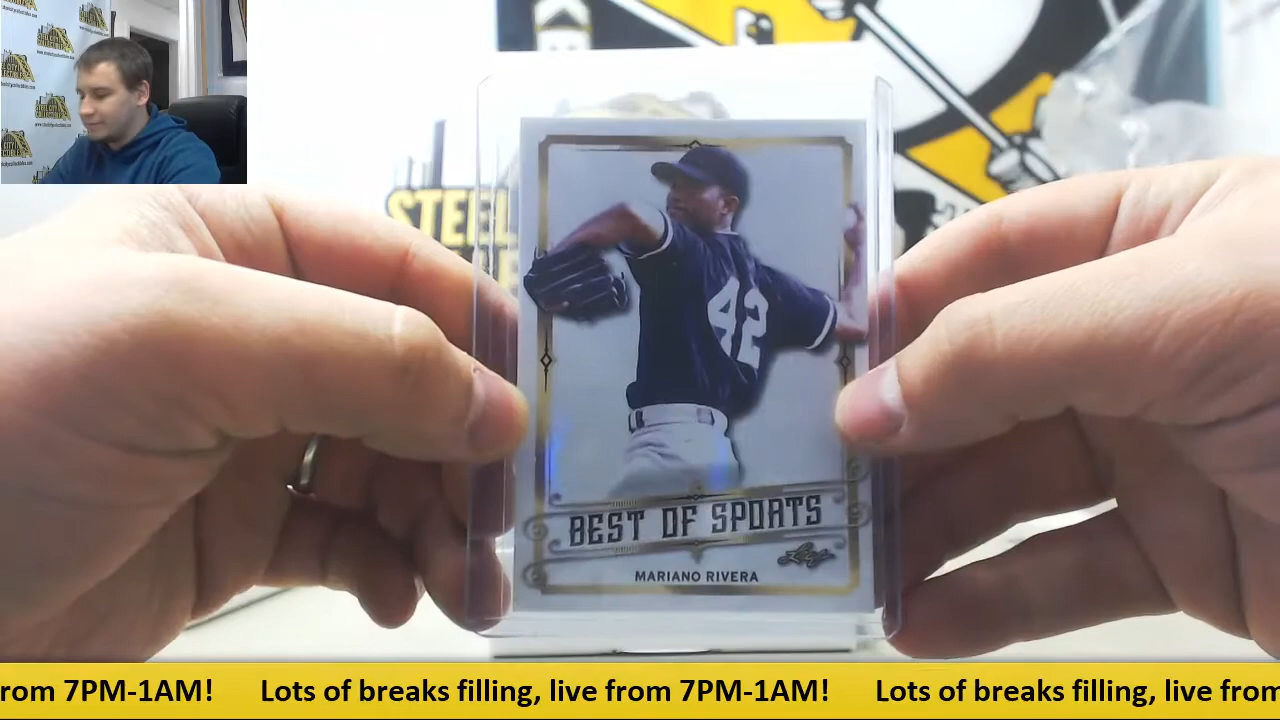 STEEL
42
BEST OF SPORTS
Leaf
MARIANO RIVERA
rom 7PM-1AM! Lots of breaks filling, live from 7PM-1AM! Lots of breaks filling, live from